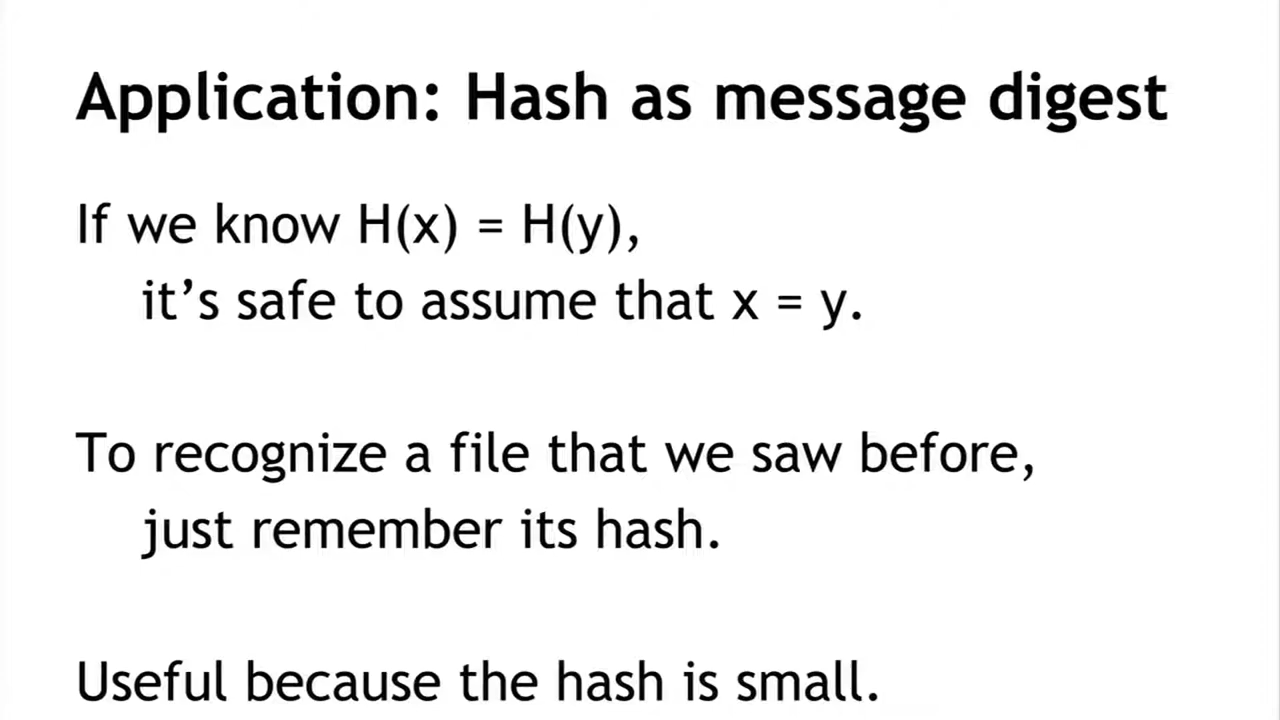 Application: Hash as message digest
If we know H(x) = H(y),
it’s safe to assume that x = y.
To recognize a file that we saw before,
just remember its hash.
Useful because the hash is small.